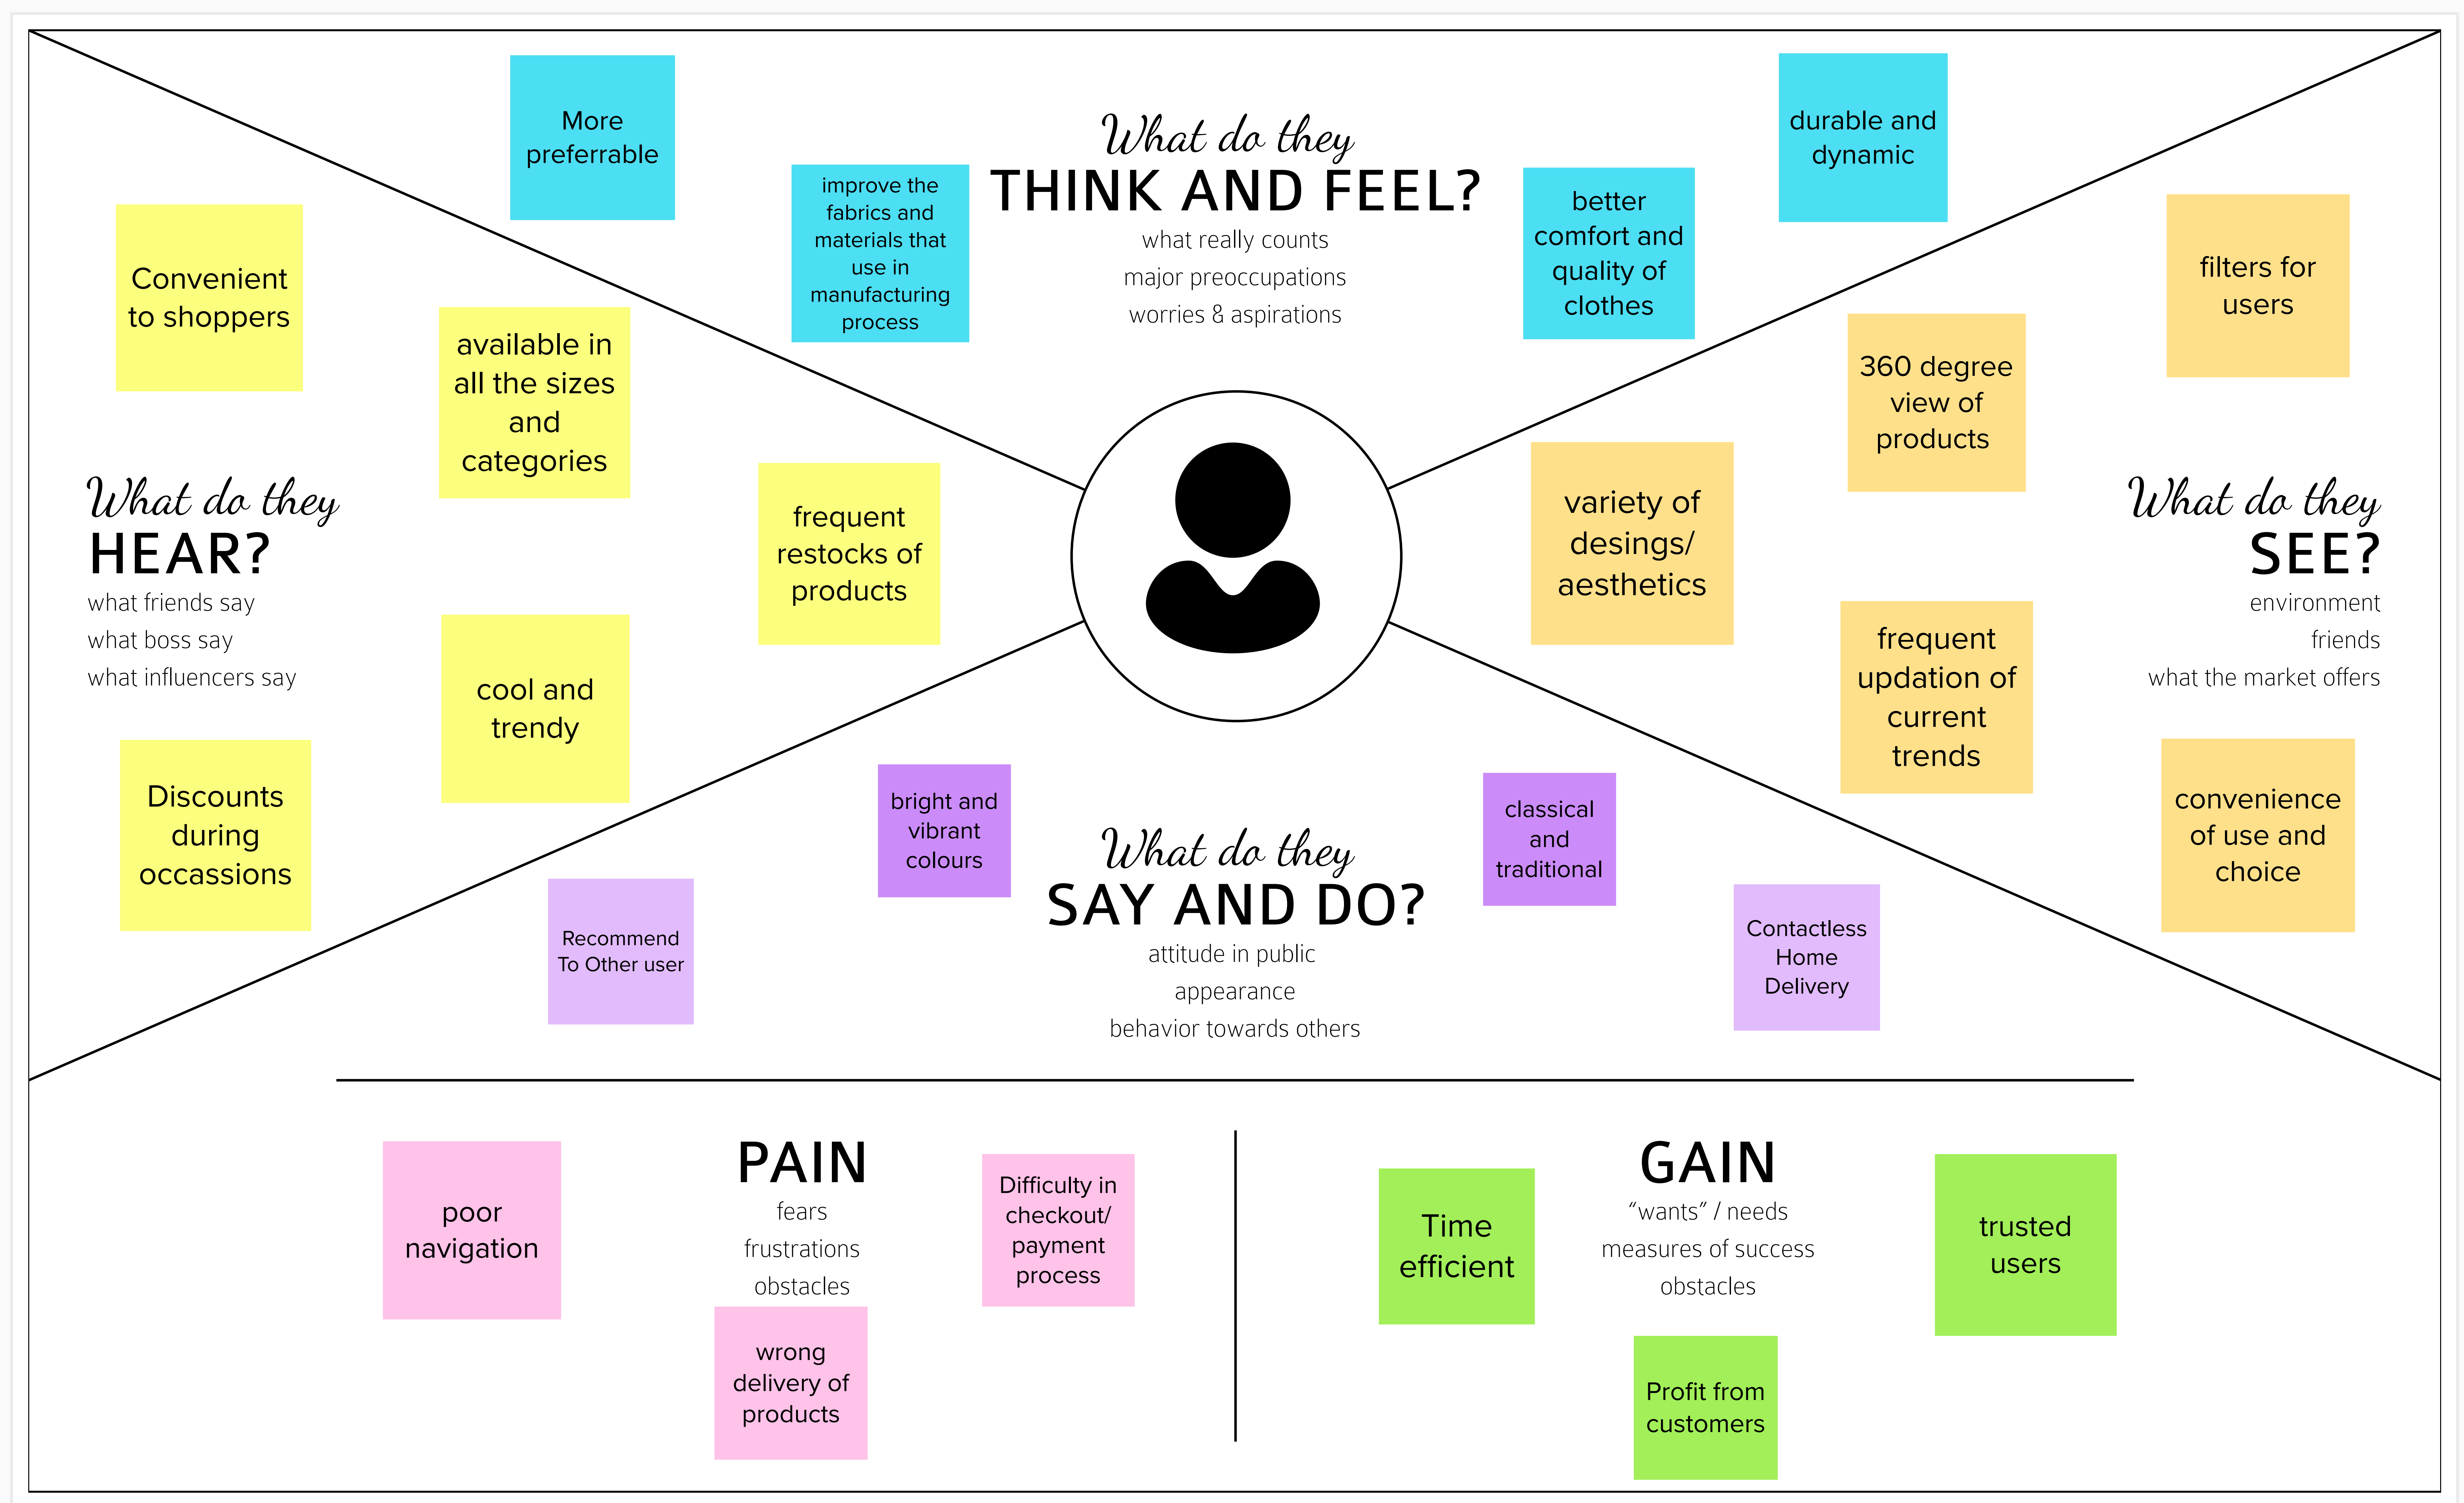 What do they
THINK AND FEEL?
what really counts
major preoccupations
worries & aspirations
More
preferrable
improve the
fabrics and
materials that
use in
manufacturing
process
better
comfort and
quality of
clothes
durable and
dynamic
What do they
HEAR?
what friends say
what boss say
what influencers say
Convenient
to shoppers
available in
all the sizes
and
categories
frequent
restocks of
products
cool and
trendy
Discounts
during
occassions
What do they
SEE?
environment
friends
what the market offers
filters for
users
360 degree
view of
products
variety of
desings/
aesthetics
frequent
updation of
current
trends
convenience
of use and
choice
What do they
SAY AND DO?
attitude in public
appearance
behavior towards others
bright and
vibrant
colours
Recommend
To Other user
classical
and
traditional
Contactless
Home
Delivery
PAIN
fears
frustrations
obstacles
poor
navigation
Difficulty in
checkout/
payment
process
wrong
delivery of
products
GAIN
“wants” / needs
measures of success
obstacles
Time
efficient
trusted
users
Profit from
customers